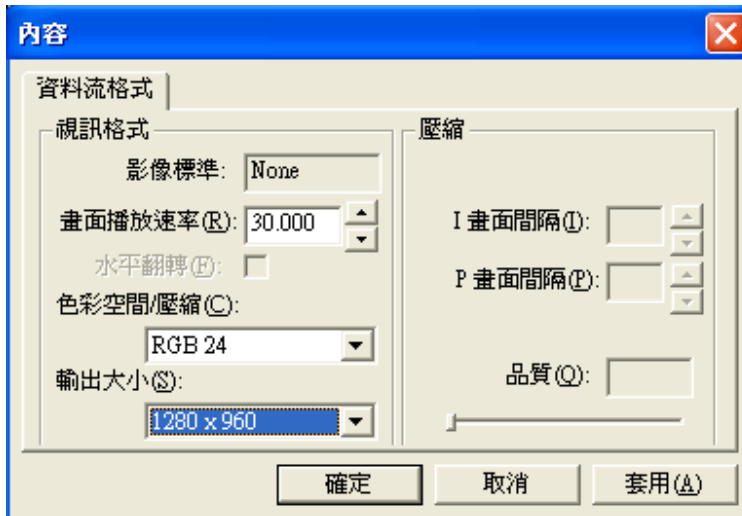 內容
資料流格式
視訊格式
影像標準: None
畫面播放速率(R): 30.000
水平翻轉(F):
色彩空間/壓縮(C):
RGB 24
輸出大小(S):
1280 x 960
壓縮
I 畫面間隔(I):
P 畫面間隔(P):
品質(Q):
確定
取消
套用(A)